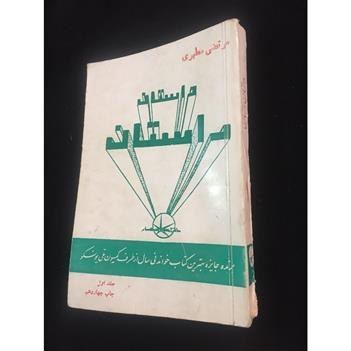 مرتضی مطهری
داستان
راستان
برنده جایزه بهترین کتاب خواندنی سال از طرف کمیسیون ملی یونسکو
جلد اول
چاپ چهاردهم